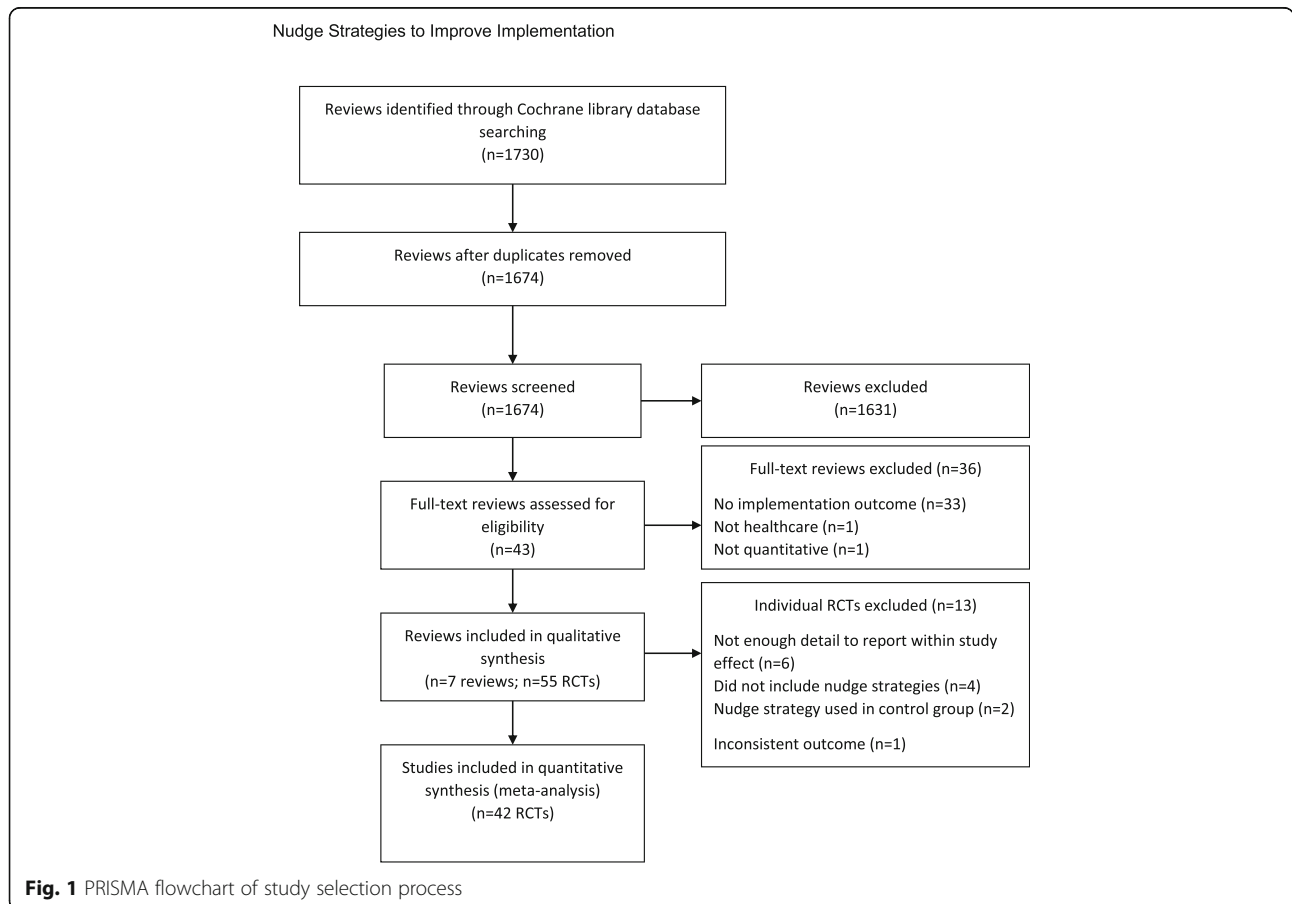 Nudge Strategies to Improve Implementation
Reviews identified through Cochrane library database
searching
(n=1730)
Reviews after duplicates removed
(n=1674)
Reviews screened
(n=1674)
Reviews excluded
(n=1631)
Full-text reviews assessed for
eligibility
(n=43)
Full-text reviews excluded (n=36)
No implementation outcome (n=33)
Not healthcare (n=1)
Not quantitative (n=1)
Reviews included in qualitative
synthesis
(n=7 reviews; n=55 RCTs)
Individual RCTs excluded (n=13)
Not enough detail to report within study
effect (n=6)
Did not include nudge strategies (n=4)
Nudge strategy used in control group (n=2)
Inconsistent outcome (n=1)
Studies included in quantitative
synthesis (meta-analysis)
(n=42 RCTs)
Fig. 1 PRISMA flowchart of study selection process